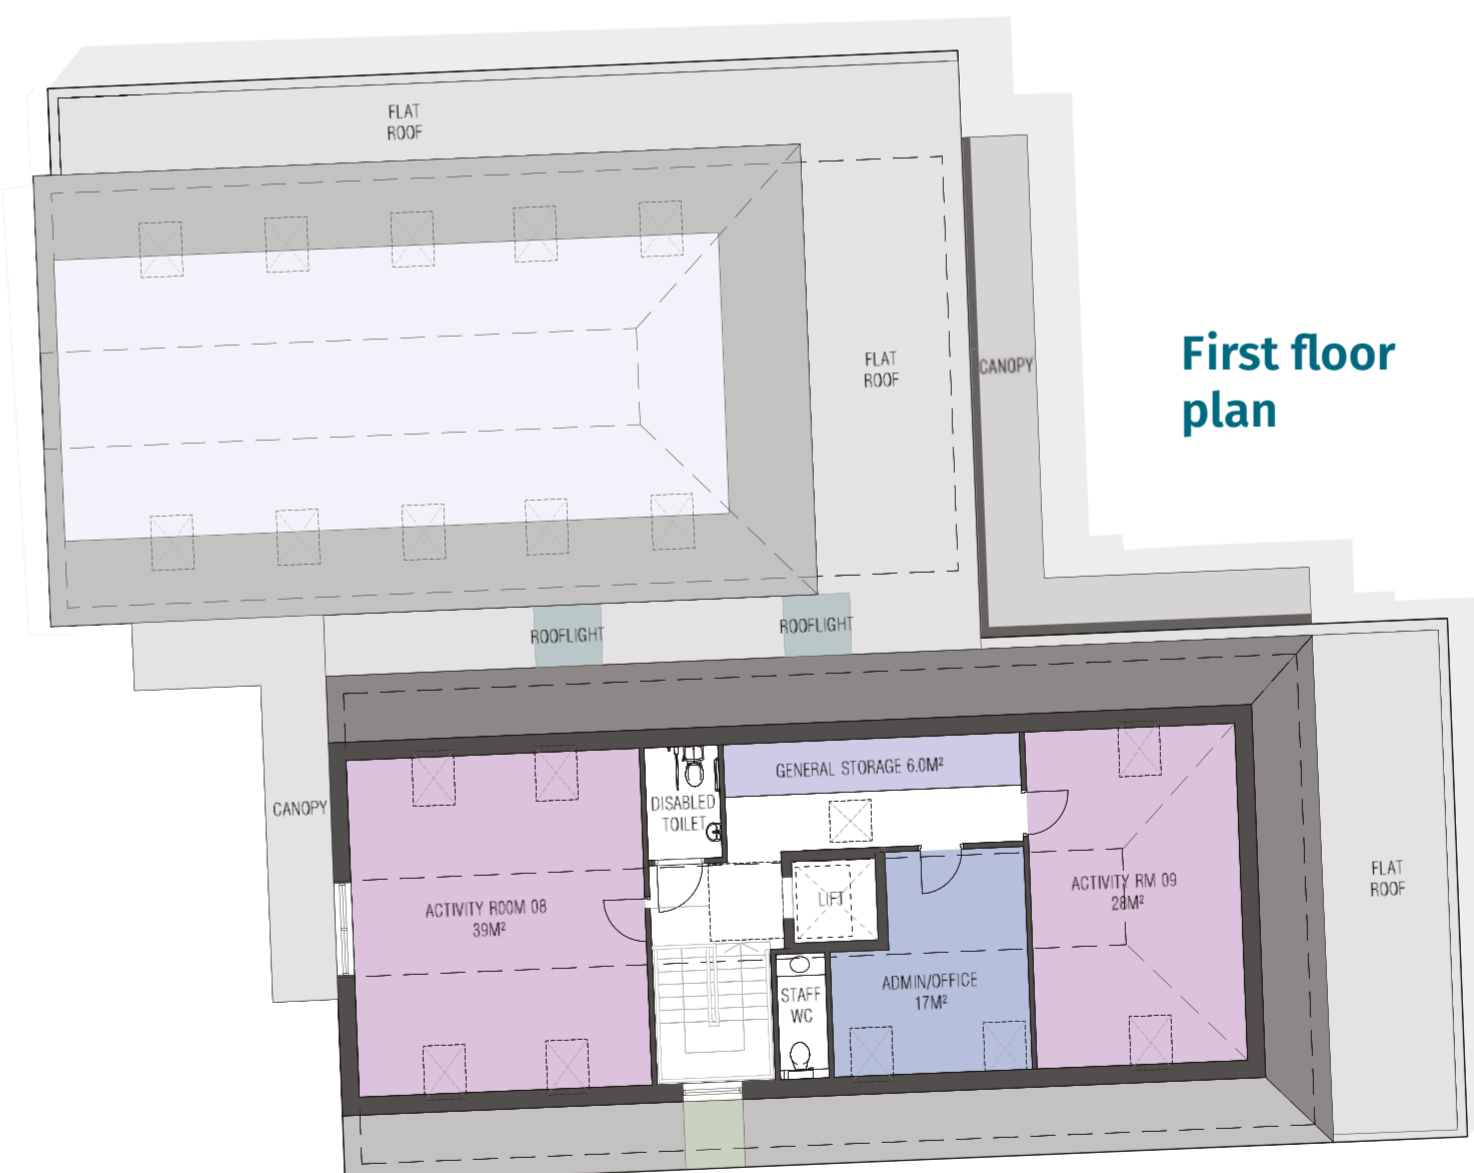 FLAT
ROOF
First floor
plan
FLAT
ROOF
CANOPY
ROOFLIGHT
ROOFLIGHT
GENERAL STORAGE 6.0M²
DISABLED
TOILET
CANOPY
FLAT
ROOF
ACTIVITY RM 09
28M²
LIFT
ACTIVITY ROOM 08
39M²
ADMIN/OFFICE
17M²
STAFF
WC